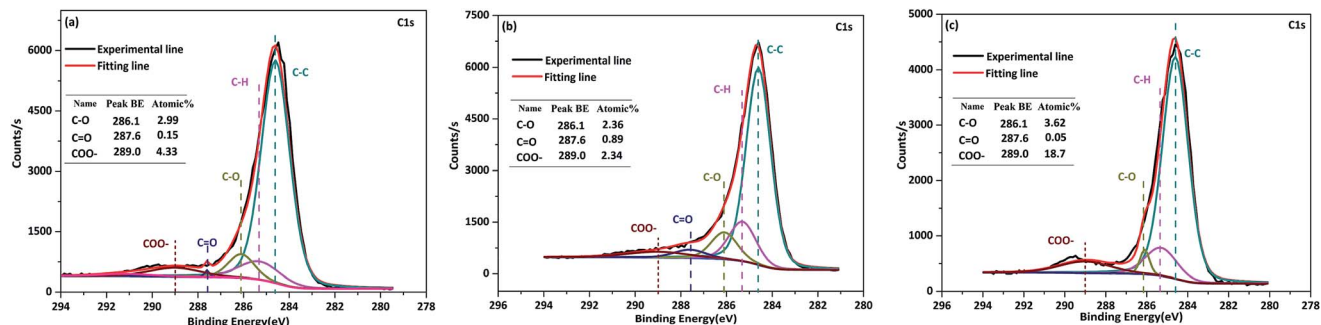 (a)
C1s
Experimental line
Fitting line
C-C
C-H
Name Peak BE Atomic%
C-O 286.1 2.99
C=O 287.6 0.15
COO- 289.0 4.33
C-O
COO-
C=O
6000
4500
3000
1500
0
294 292 290 288 286 284 282 280 278
Counts/s
Binding Energy(eV)
(b)
C1s
Experimental line
Fitting line
C-C
C-H
Name Peak BE Atomic%
C-O 286.1 2.36
C=O 287.6 0.89
COO- 289.0 2.34
C-O
C=O
COO-
7500
6000
4500
3000
1500
0
296 294 292 290 288 286 284 282 280
Counts/s
Binding Energy(eV)
(c)
C1s
Experimental line
Fitting line
C-C
C-H
Name Peak BE Atomic%
C-O 286.1 3.62
C=O 287.6 0.05
COO- 289.0 18.7
C-O
COO-
5000
4000
3000
2000
1000
0
296 294 292 290 288 286 284 282 280 278
Counts/s
Binding Energy(eV)